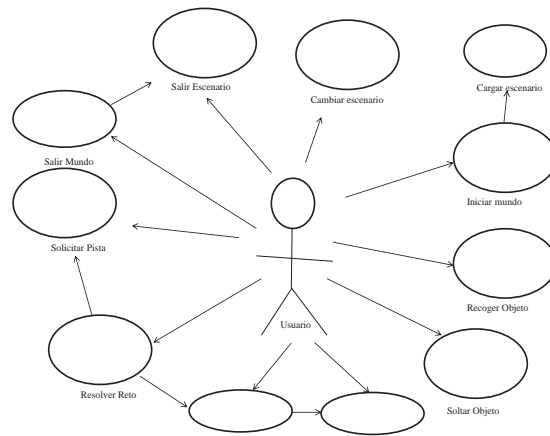 Salir Escenario
Cambiar escenario
Cargar escenario
Salir Mundo
Iniciar mundo
Solicitar Pista
Recoger Objeto
Usuario
Resolver Reto
Soltar Objeto